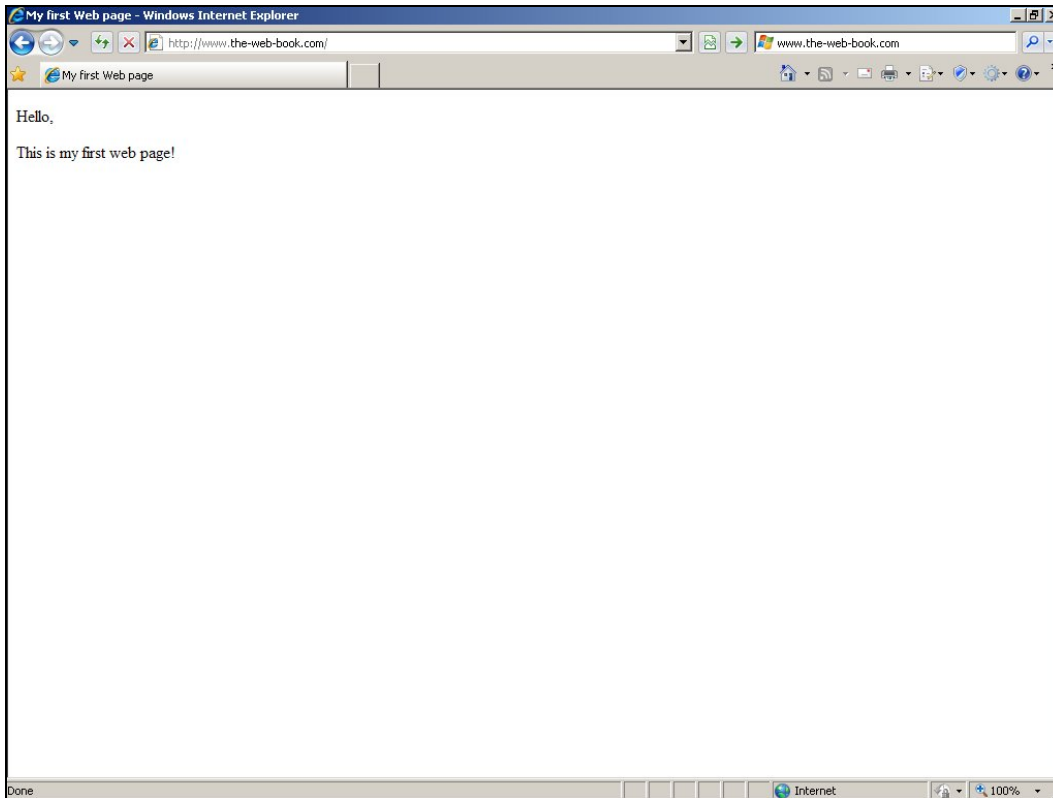 My first Web page - Windows Internet Explorer
http://www.the-web-book.com/
www.the-web-book.com
My first Web page
Hello,
This is my first web page!
Done
Internet
100%